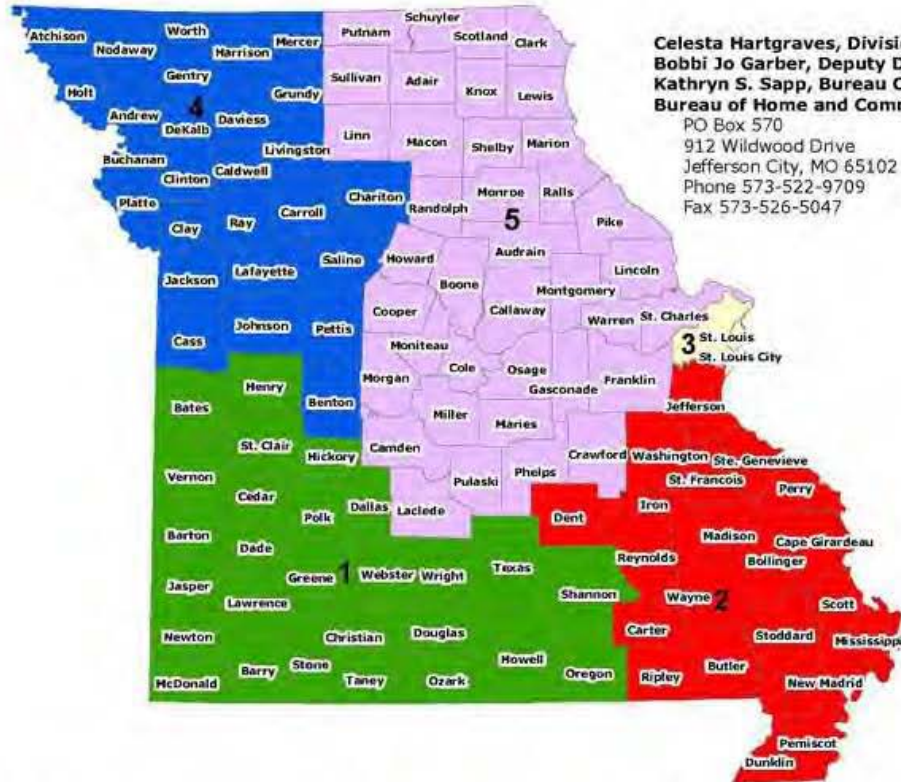 Celesta Hartgraves, Divisi
Bobbi Jo Garber, Deputy D
Kathryn S. Sapp, Bureau C
Bureau of Home and Comm
PO Box 570
912 Wildwood Drive
Jefferson City, MO 65102
Phone 573-522-9709
Fax 573-526-5047
Atchison
Nodaway
Worth
Harrison
Mercer
Gentry
Holt
4
Grundy
Andrew
DeKalb
Daviess
Livingston
Buchanan
Clinton
Caldwell
Chariton
Platte
Clay
Ray
Carroll
Saline
Jackson
Lafayette
Johnson
Pettis
Cass
Benton
Putnam
Schuyler
Scotland
Clark
Sullivan
Adair
Knox
Lewis
Linn
Macon
Shelby
Marion
Randolph
Monroe
Ralls
5
Pike
Audrain
Howard
Boone
Lincoln
Montgomery
Callaway
Cooper
Warren
St. Charles
Moniteau
Cole
Osage
Gasconade
Franklin
Morgan
Miller
Maries
Camden
Crawford
Phelps
Pulaski
Laclede
3
St. Louis
St. Louis City
Henry
Bates
St. Clair
Hickory
Vernon
Cedar
Polk
Dallas
Barton
Dade
Greene
1
Webster
Wright
Texas
Jasper
Lawrence
Shannon
Newton
Christian
Douglas
Howell
McDonald
Barry
Stone
Taney
Ozark
Oregon
Jefferson
Washington
Ste. Genevieve
St. Francois
Perry
Dent
Iron
Madison
Cape Girardeau
Reynolds
Bollinger
Wayne
2
Scott
Carter
Stoddard
Mississippi
Ripley
Butler
New Madrid
Pemiscot
Dunklin